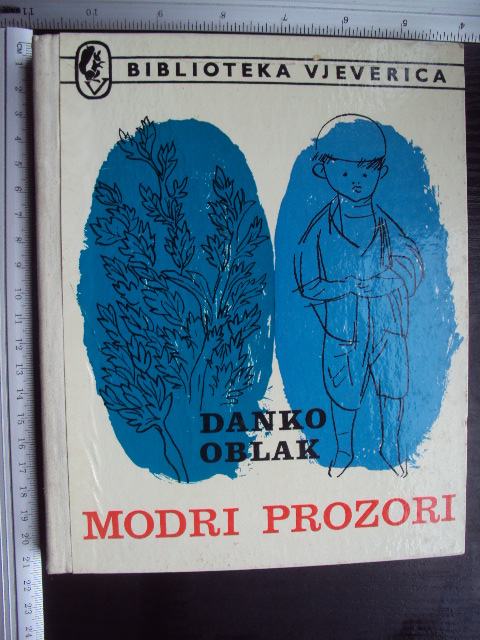 BIBLIOTEKA VJEVERICA
DANKO
OBLAK
MODRI PROZORI